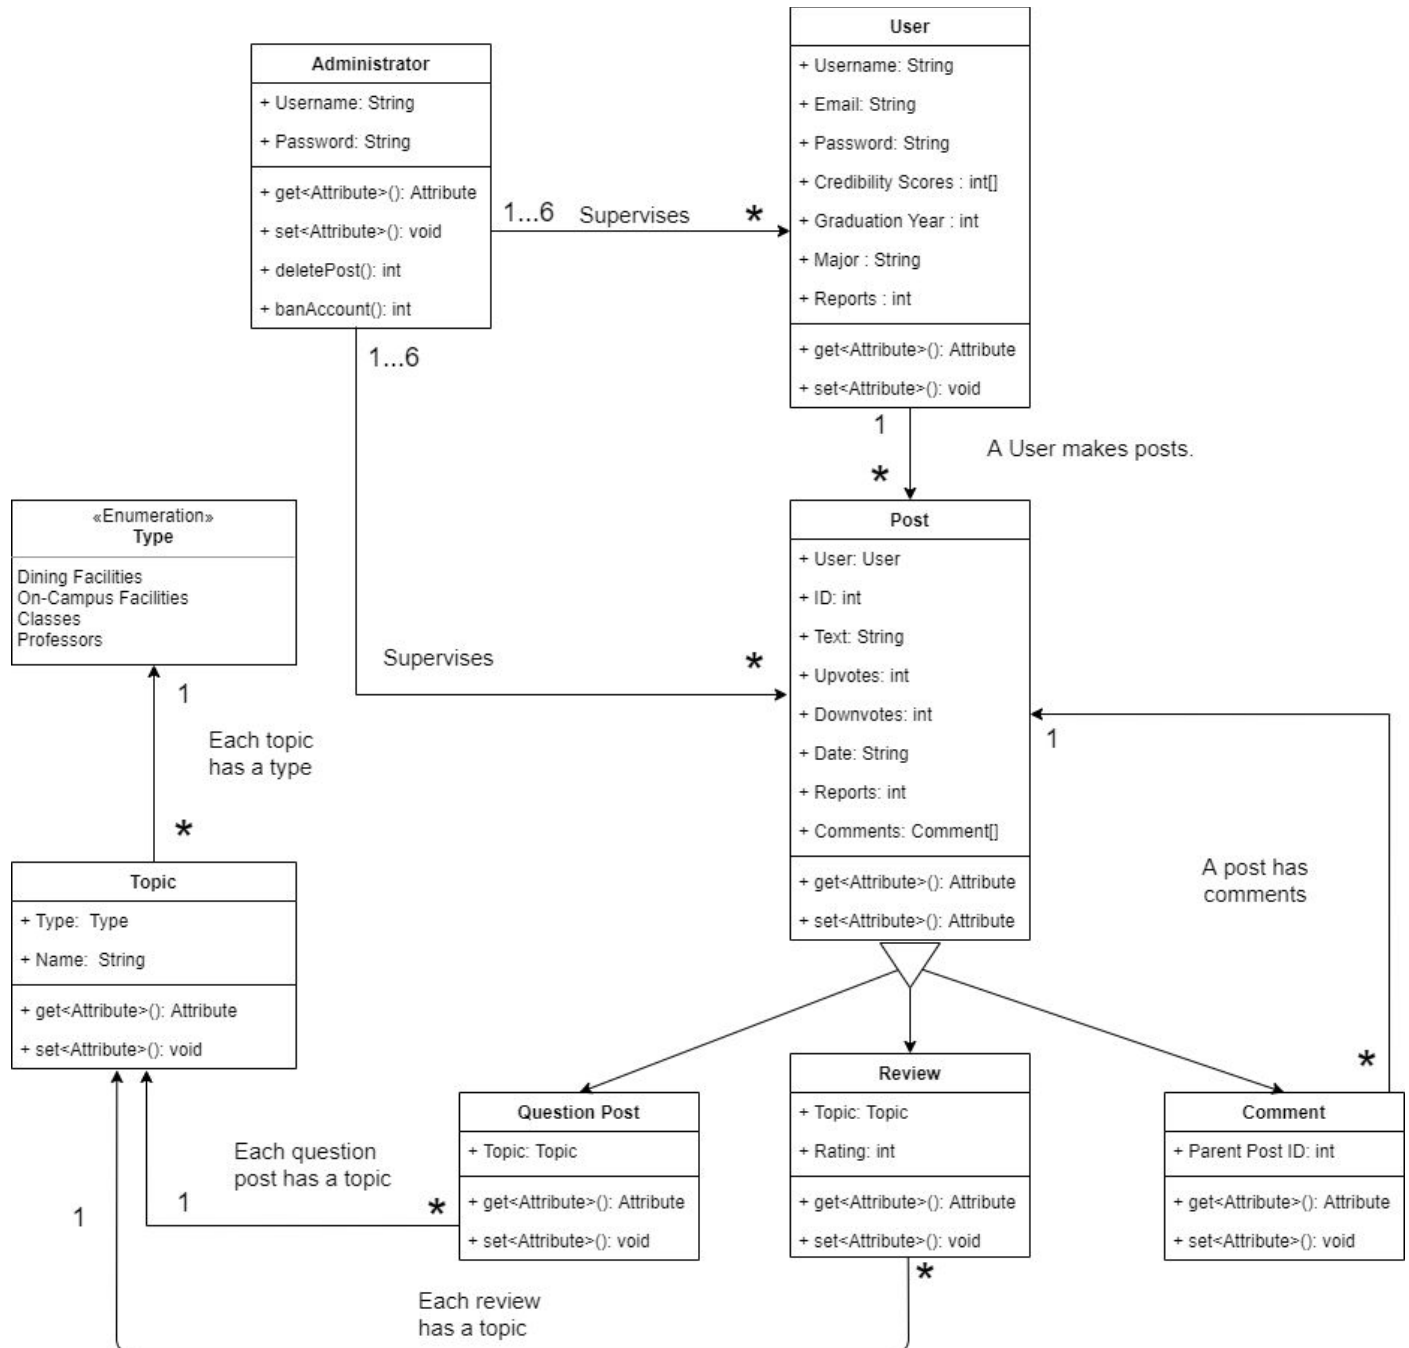 User
+ Username: String
+ Email: String
+ Password: String
+ Credibility Scores : int[]
+ Graduation Year : int
+ Major : String
+ Reports : int
+ get<Attribute>(): Attribute
+ set<Attribute>(): void
Administrator
+ Username: String
+ Password: String
+ get<Attribute>(): Attribute
+ set<Attribute>(): void
+ deletePost(): int
+ banAccount(): int
1...6 Supervises *
1...6
Supervises *
1
*
A User makes posts.
«Enumeration»
Type
Dining Facilities
On-Campus Facilities
Classes
Professors
1
Each topic
has a type
*
Post
+ User: User
+ ID: int
+ Text: String
+ Upvotes: int
+ Downvotes: int
+ Date: String
+ Reports: int
+ Comments: Comment[]
+ get<Attribute>(): Attribute
+ set<Attribute>(): Attribute
1
A post has
comments
*
Topic
+ Type: Type
+ Name: String
+ get<Attribute>(): Attribute
+ set<Attribute>(): void
Question Post
+ Topic: Topic
+ get<Attribute>(): Attribute
+ set<Attribute>(): void
Review
+ Topic: Topic
+ Rating: int
+ get<Attribute>(): Attribute
+ set<Attribute>(): void
Comment
+ Parent Post ID: int
+ get<Attribute>(): Attribute
+ set<Attribute>(): void
Each question
post has a topic
1 *
1
*
Each review
has a topic